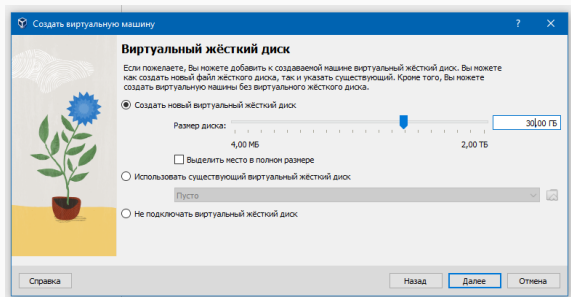 Создать виртуальную машину
Виртуальный жёсткий диск
Если пожелаете, Вы можете добавить к создаваемой машине виртуальный жёсткий диск. Вы можете
как создать новый файл жёсткого диска, так и указать существующий. Кроме того, Вы можете
создать виртуальную машины без виртуального жёсткого диска.
Создать новый виртуальный жёсткий диск
Размер диска: 30,00 ГБ
4,00 МБ 2,00 ТБ
Выделить место в полном размере
Использовать существующий виртуальный жёсткий диск
Пусто
Не подключать виртуальный жёсткий диск
Справка Назад Далее Отмена